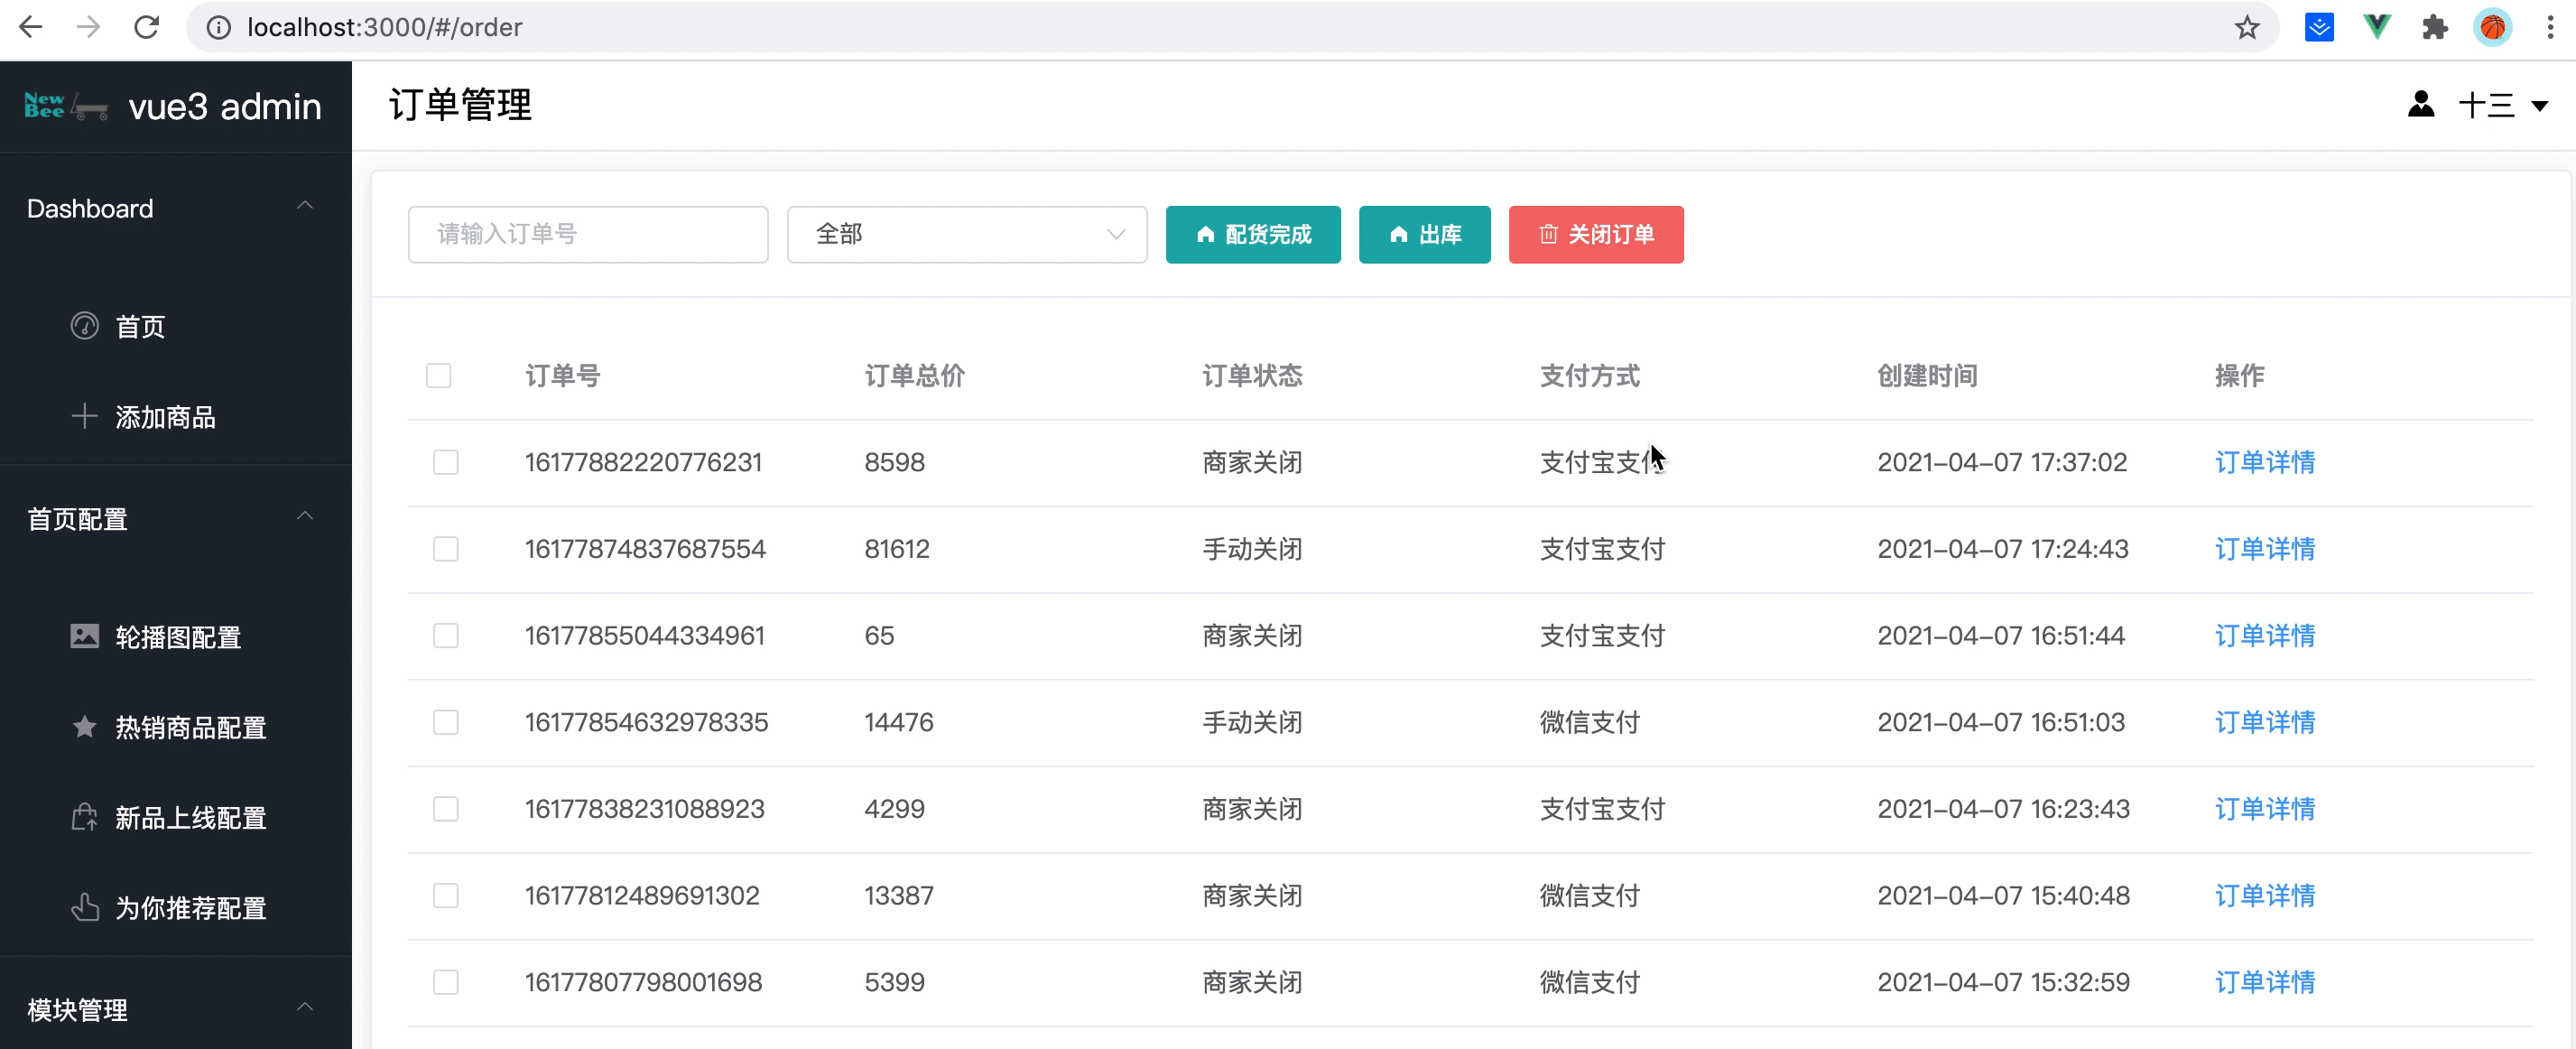 localhost:3000/#/order
New Bee vue3 admin
订单管理
十三
Dashboard
首页
添加商品
首页配置
轮播图配置
热销商品配置
新品上线配置
为你推荐配置
模块管理
请输入订单号 全部 配货完成 出库 关闭订单
订单号 订单总价 订单状态 支付方式 创建时间 操作
16177882220776231 8598 商家关闭 支付宝支付 2021-04-07 17:37:02 订单详情
16177874837687554 81612 手动关闭 支付宝支付 2021-04-07 17:24:43 订单详情
16177855044334961 65 商家关闭 支付宝支付 2021-04-07 16:51:44 订单详情
16177854632978335 14476 手动关闭 微信支付 2021-04-07 16:51:03 订单详情
16177838231088923 4299 商家关闭 支付宝支付 2021-04-07 16:23:43 订单详情
16177812489691302 13387 商家关闭 微信支付 2021-04-07 15:40:48 订单详情
16177807798001698 5399 商家关闭 微信支付 2021-04-07 15:32:59 订单详情